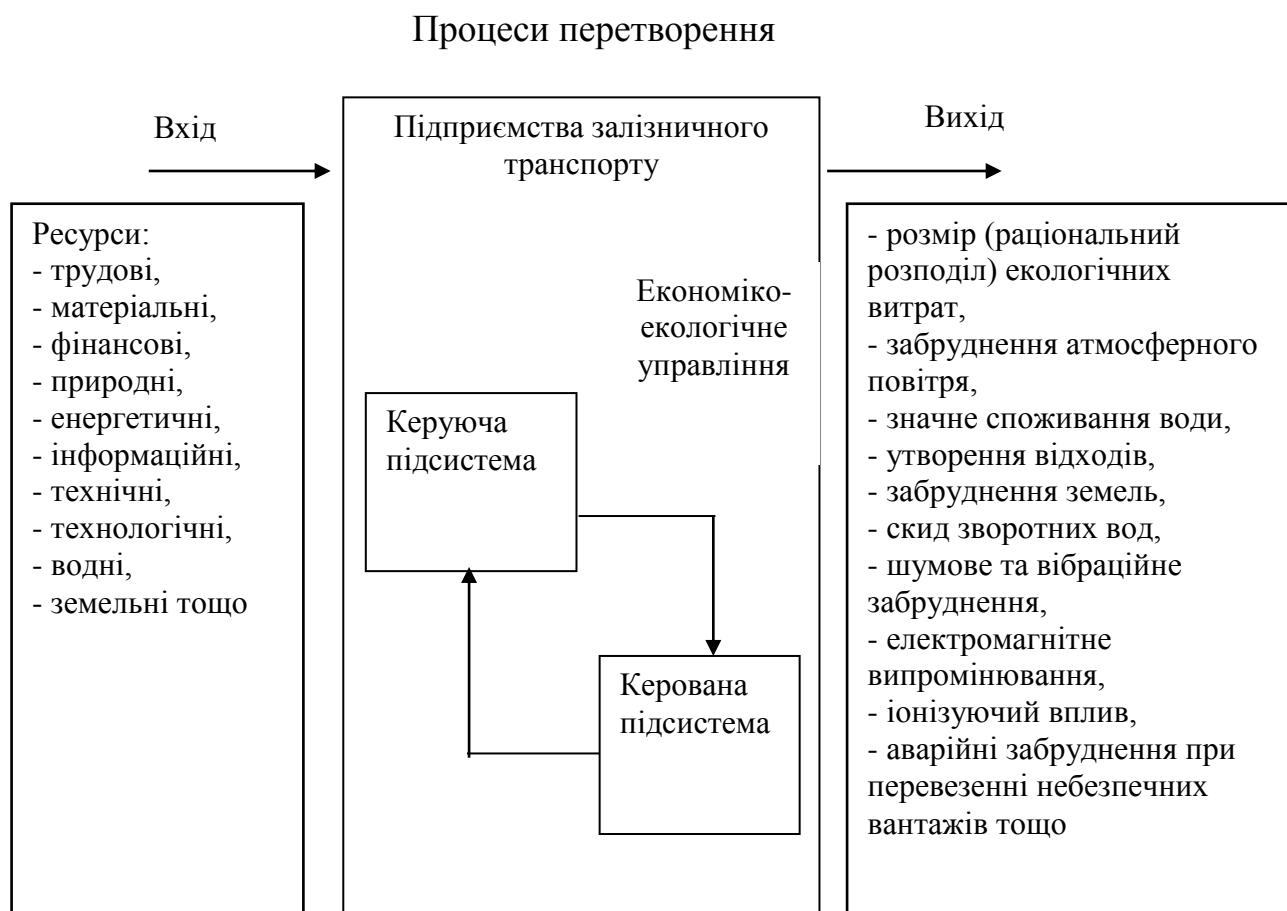 Процеси перетворення
Вхід
Підприємства залізничного
транспорту
Вихід
Ресурси:
- трудові,
- матеріальні,
- фінансові,
- природні,
- енергетичні,
- інформаційні,
- технічні,
- технологічні,
- водні,
- земельні тощо
Економіко-
екологічне
управління
Керуюча
підсистема
Керована
підсистема
- розмір (раціональний
розподіл) екологічних
витрат,
- забруднення атмосферного
повітря,
- значне споживання води,
- утворення відходів,
- забруднення земель,
- скид зворотних вод,
- шумове та вібраційне
забруднення,
- електромагнітне
випромінювання,
- іонізуючий вплив,
- аварійні забруднення при
перевезенні небезпечних
вантажів тощо